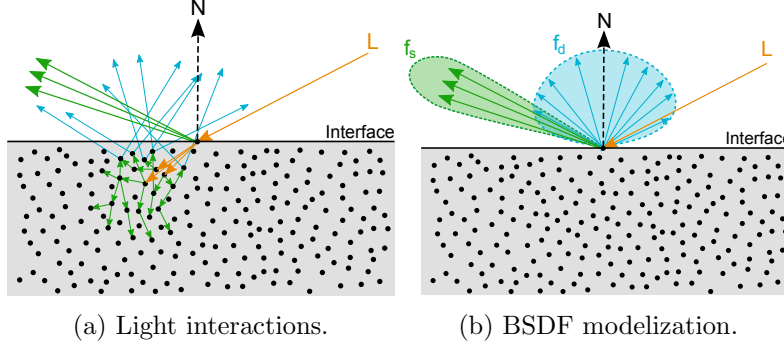 N
L
Interface
f_s
f_d
N
L
Interface
(a) Light interactions.
(b) BSDF modelization.